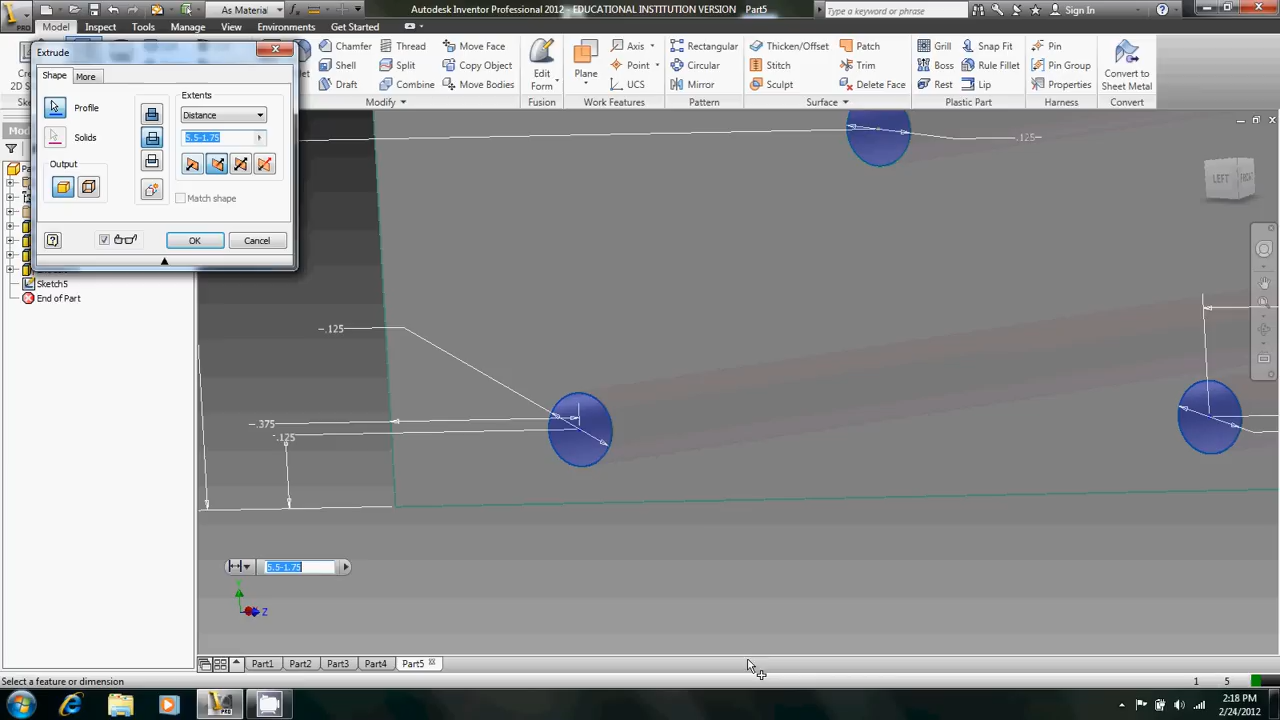 PRO
As Material
Autodesk Inventor Professional 2012 - EDUCATIONAL INSTITUTION VERSION Part5
Type a keyword or phrase
Sign In
Model Inspect Tools Manage View Environments Get Started
Chamfer Thread Move Face
Shell Split Copy Object
Draft Combine Move Bodies
Modify
Edit
Form
Fusion
Plane
Axis
Point
UCS
Work Features
Rectangular
Circular
Mirror
Pattern
Thickness/Offset Patch
Stitch Trim
Sculpt Extend
Surface
Grill Snap Fit
Boss Rule Fillet
Rest Lip
Plastic Part
Pin
Pin Group
Properties
Harness
Convert to
Sheet Metal
Convert
Extrude
Shape More
Profile
Solids
Output
Extents
Distance
5.5-1.75
Match shape
OK Cancel
Sketch5
End of Part
.125
.125
.375
.125
LEFT
5.5-1.75
Z
Part1 Part2 Part3 Part4 Part5
Select a feature or dimension
1 5
PRO
2:18 PM
2/24/2012